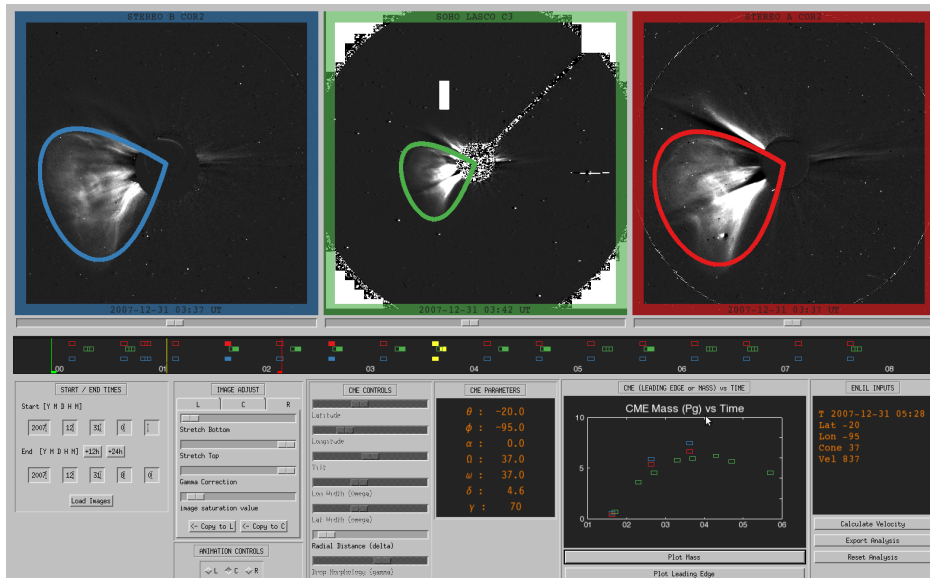 STEREO B COR2
SOHO LASCO C3
STEREO A COR2
2007-12-31 03:37 UT
2007-12-31 03:42 UT
2007-12-31 03:37 UT
00 01 02 03 04 05 06 07 08
START / END TIMES
Start [Y M D H M]
2007 12 31 0
End [Y M D H M] +12h +24h
2007 12 31 8 0
Load Images
IMAGE ADJUST
L C R
Stretch Bottom
Stretch Top
Gamma Correction
image saturation value
<- Copy to L <- Copy to C
ANIMATION CONTROLS
L C R
CME CONTROLS
Latitude
Longitude
Tilt
Lon Width (Omega)
Lat Width (omega)
Radial Distance (delta)
Drop Morphology (gamma)
CME PARAMETERS
θ : -20.0
ϕ : -95.0
α : 0.0
Ω : 37.0
ω : 37.0
δ : 4.6
γ : 70
CME (LEADING EDGE or MASS) vs TIME
CME Mass (Pg) vs Time
10
5
0
01 02 03 04 05 06
Plot Mass
Plot Leading Edge
ENLIL INPUTS
T 2007-12-31 05:28
Lat -20
Lon -95
Cone 37
Vel 837
Calculate Velocity
Export Analysis
Reset Analysis